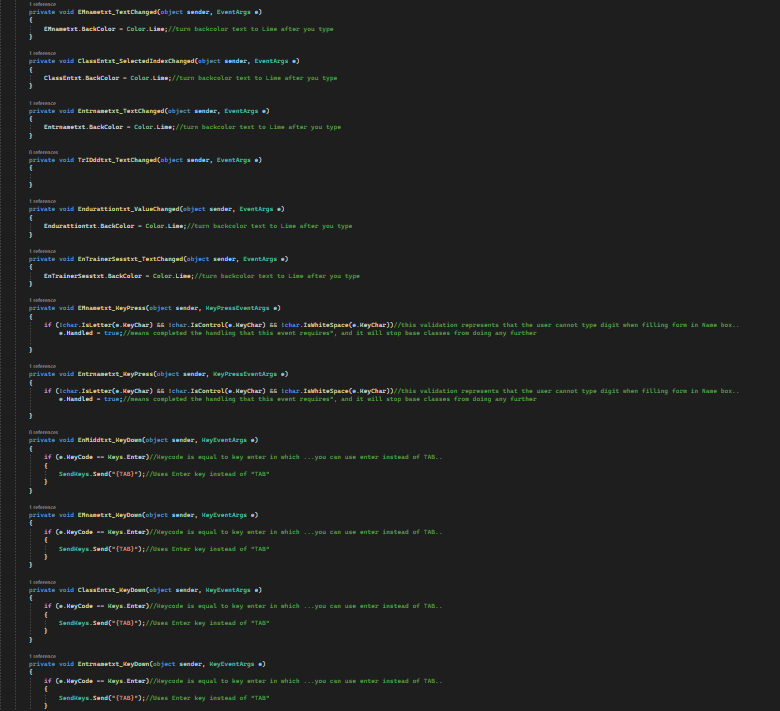 1 reference
private void EMnametxt_TextChanged(object sender, EventArgs e)
{
EMnametxt.BackColor = Color.Lime;//turn backcolor text to Lime after you type
}
1 reference
private void ClassEntxt_SelectedIndexChanged(object sender, EventArgs e)
{
ClassEntxt.BackColor = Color.Lime;//turn backcolor text to Lime after you type
}
1 reference
private void Entrnametxt_TextChanged(object sender, EventArgs e)
{
Entrnametxt.BackColor = Color.Lime;//turn backcolor text to Lime after you type
}
0 references
private void TrIDddtxt_TextChanged(object sender, EventArgs e)
{
}
1 reference
private void Endurattiontxt_ValueChanged(object sender, EventArgs e)
{
Endurattiontxt.BackColor = Color.Lime;//turn backcolor text to Lime after you type
}
1 reference
private void EnTrainerSesstxt_TextChanged(object sender, EventArgs e)
{
EnTrainerSesstxt.BackColor = Color.Lime;//turn backcolor text to Lime after you type
}
1 reference
private void EMnametxt_KeyPress(object sender, KeyPressEventArgs e)
{
if (!char.IsLetter(e.KeyChar) && !char.IsControl(e.KeyChar) && !char.IsWhiteSpace(e.KeyChar))//this validation represents that the user cannot type digit when filling form in Name box..
e.Handled = true;//means completed the handling that this event requires", and it will stop base classes from doing any further
}
1 reference
private void Entrnametxt_KeyPress(object sender, KeyPressEventArgs e)
{
if (!char.IsLetter(e.KeyChar) && !char.IsControl(e.KeyChar) && !char.IsWhiteSpace(e.KeyChar))//this validation represents that the user cannot type digit when filling form in Name box..
e.Handled = true;//means completed the handling that this event requires", and it will stop base classes from doing any further
}
0 references
private void EnMiddtxt_KeyDown(object sender, KeyEventArgs e)
{
if (e.KeyCode == Keys.Enter)//Keycode is equal to key enter in which ...you can use enter instead of TAB..
{
SendKeys.Send("{TAB}");//Uses Enter key instead of "TAB"
}
}
1 reference
private void EMnametxt_KeyDown(object sender, KeyEventArgs e)
{
if (e.KeyCode == Keys.Enter)//Keycode is equal to key enter in which ...you can use enter instead of TAB..
{
SendKeys.Send("{TAB}");//Uses Enter key instead of "TAB"
}
}
1 reference
private void ClassEntxt_KeyDown(object sender, KeyEventArgs e)
{
if (e.KeyCode == Keys.Enter)//Keycode is equal to key enter in which ...you can use enter instead of TAB..
{
SendKeys.Send("{TAB}");//Uses Enter key instead of "TAB"
}
}
1 reference
private void Entrnametxt_KeyDown(object sender, KeyEventArgs e)
{
if (e.KeyCode == Keys.Enter)//Keycode is equal to key enter in which ...you can use enter instead of TAB..
{
SendKeys.Send("{TAB}");//Uses Enter key instead of "TAB"
}